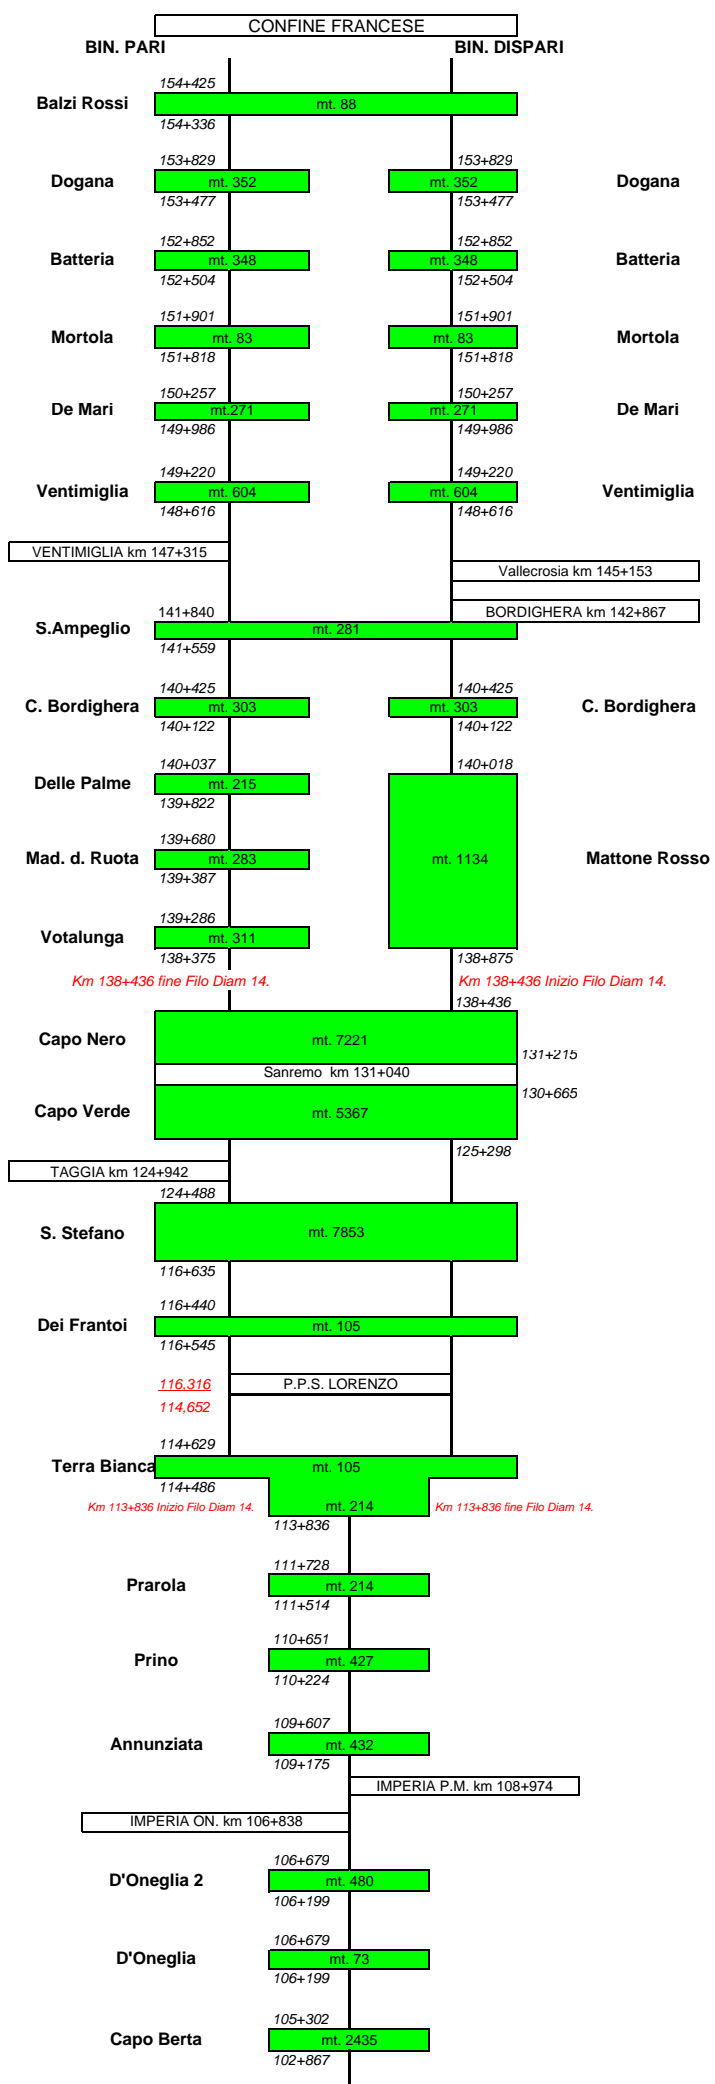 CONFINE FRANCESE
BIN. PARI BIN. DISPARI
154+425
Balzi Rossi mt. 88
154+336
153+829 153+829
Dogana mt. 352 mt. 352 Dogana
153+477 153+477
152+852 152+852
Batteria mt. 348 mt. 348 Batteria
152+504 152+504
151+901 151+901
Mortola mt. 83 mt. 83 Mortola
151+818 151+818
150+257 150+257
De Mari mt.271 mt. 271 De Mari
149+986 149+986
149+220 149+220
Ventimiglia mt. 604 mt. 604 Ventimiglia
148+616 148+616
VENTIMIGLIA km 147+315
Vallecrosia km 145+153
141+840 BORDIGHERA km 142+867
S.Ampeglio mt. 281
141+559
140+425 140+425
C. Bordighera mt. 303 mt. 303 C. Bordighera
140+122 140+122
140+037 140+018
Delle Palme mt. 215
139+822
139+680
Mad. d. Ruota mt. 283 mt. 1134 Mattone Rosso
139+387
139+286
Votalunga mt. 311
138+375 138+875
Km 138+436 fine Filo Diam 14. Km 138+436 Inizio Filo Diam 14.
138+436
Capo Nero mt. 7221
131+215
Sanremo km 131+040
130+665
Capo Verde mt. 5367
125+298
TAGGIA km 124+942
124+488
S. Stefano mt. 7853
116+635
116+440
Dei Frantoi mt. 105
116+545
116,316 P.P.S. LORENZO
114,652
114+629
Terra Bianca mt. 105
114+486
Km 113+836 Inizio Filo Diam 14. mt. 214 Km 113+836 fine Filo Diam 14.
113+836
111+728
Prarola mt. 214
111+514
110+651
Prino mt. 427
110+224
109+607
Annunziata mt. 432
109+175
IMPERIA P.M. km 108+974
IMPERIA ON. km 106+838
106+679
D'Oneglia 2 mt. 480
106+199
106+679
D'Oneglia mt. 73
106+199
105+302
Capo Berta mt. 2435
102+867